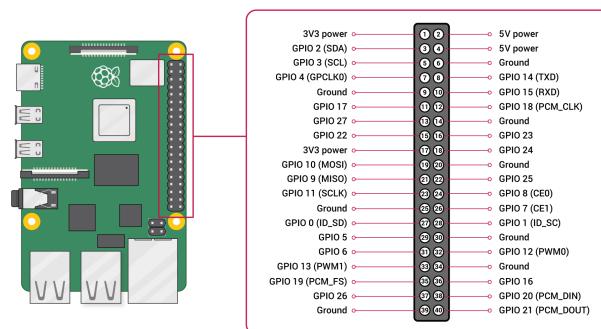 3V3 power 1 2 5V power
GPIO 2 (SDA) 3 4 5V power
GPIO 3 (SCL) 5 6 Ground
GPIO 4 (GPCLK0) 7 8 GPIO 14 (TXD)
Ground 9 10 GPIO 15 (RXD)
GPIO 17 11 12 GPIO 18 (PCM_CLK)
GPIO 27 13 14 Ground
GPIO 22 15 16 GPIO 23
3V3 power 17 18 GPIO 24
GPIO 10 (MOSI) 19 20 Ground
GPIO 9 (MISO) 21 22 GPIO 25
GPIO 11 (SCLK) 23 24 GPIO 8 (CE0)
Ground 25 26 GPIO 7 (CE1)
GPIO 0 (ID_SD) 27 28 GPIO 1 (ID_SC)
GPIO 5 29 30 Ground
GPIO 6 31 32 GPIO 12 (PWM0)
GPIO 13 (PWM1) 33 34 Ground
GPIO 19 (PCM_FS) 35 36 GPIO 16
GPIO 26 37 38 GPIO 20 (PCM_DIN)
Ground 39 40 GPIO 21 (PCM_DOUT)